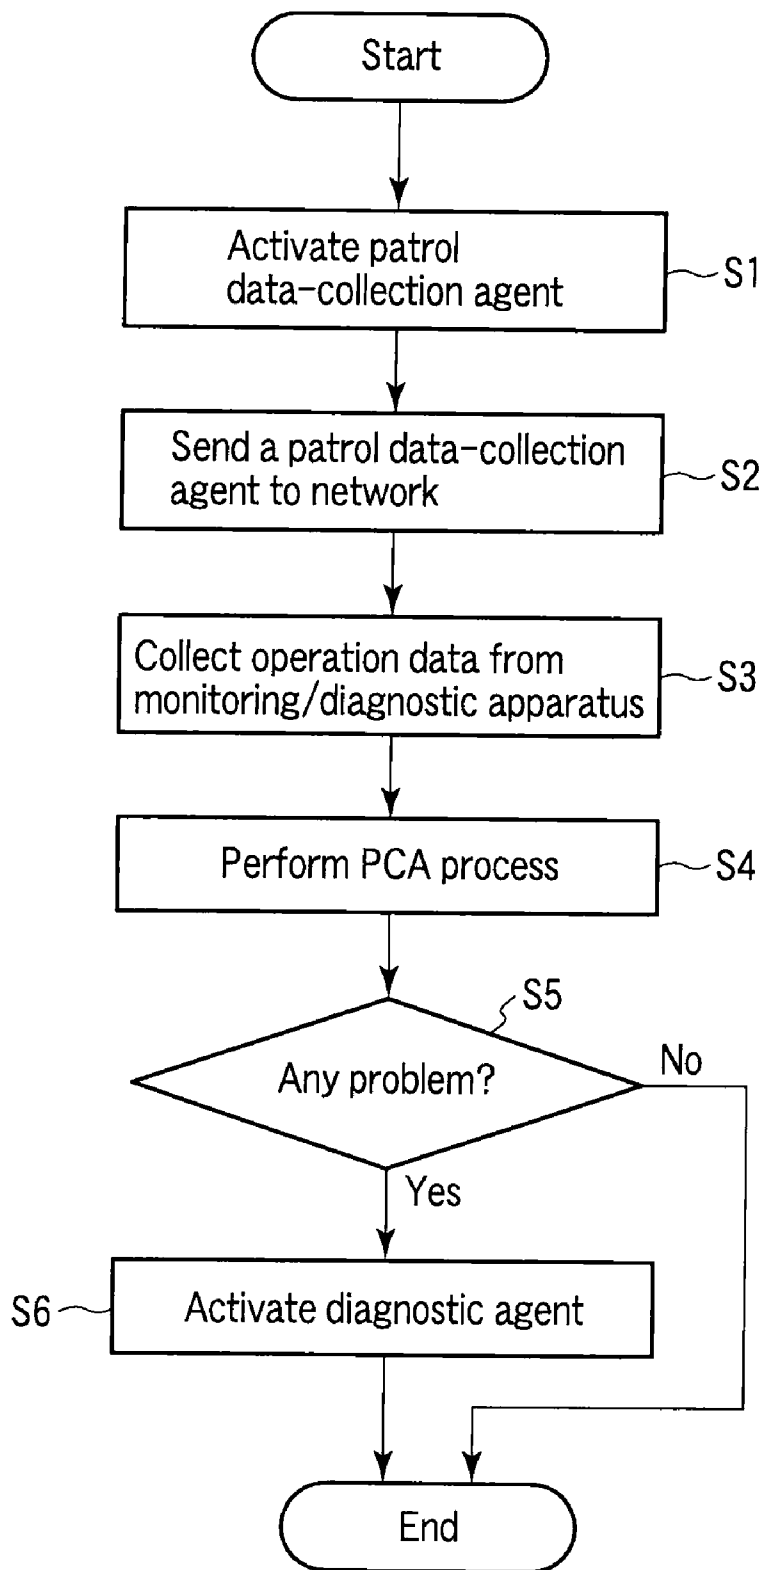 Start
Activate patrol
data-collection agent
S1
Send a patrol data-collection
agent to network
S2
Collect operation data from
monitoring/diagnostic apparatus
S3
Perform PCA process
S4
S5
Any problem?
No
Yes
S6
Activate diagnostic agent
End